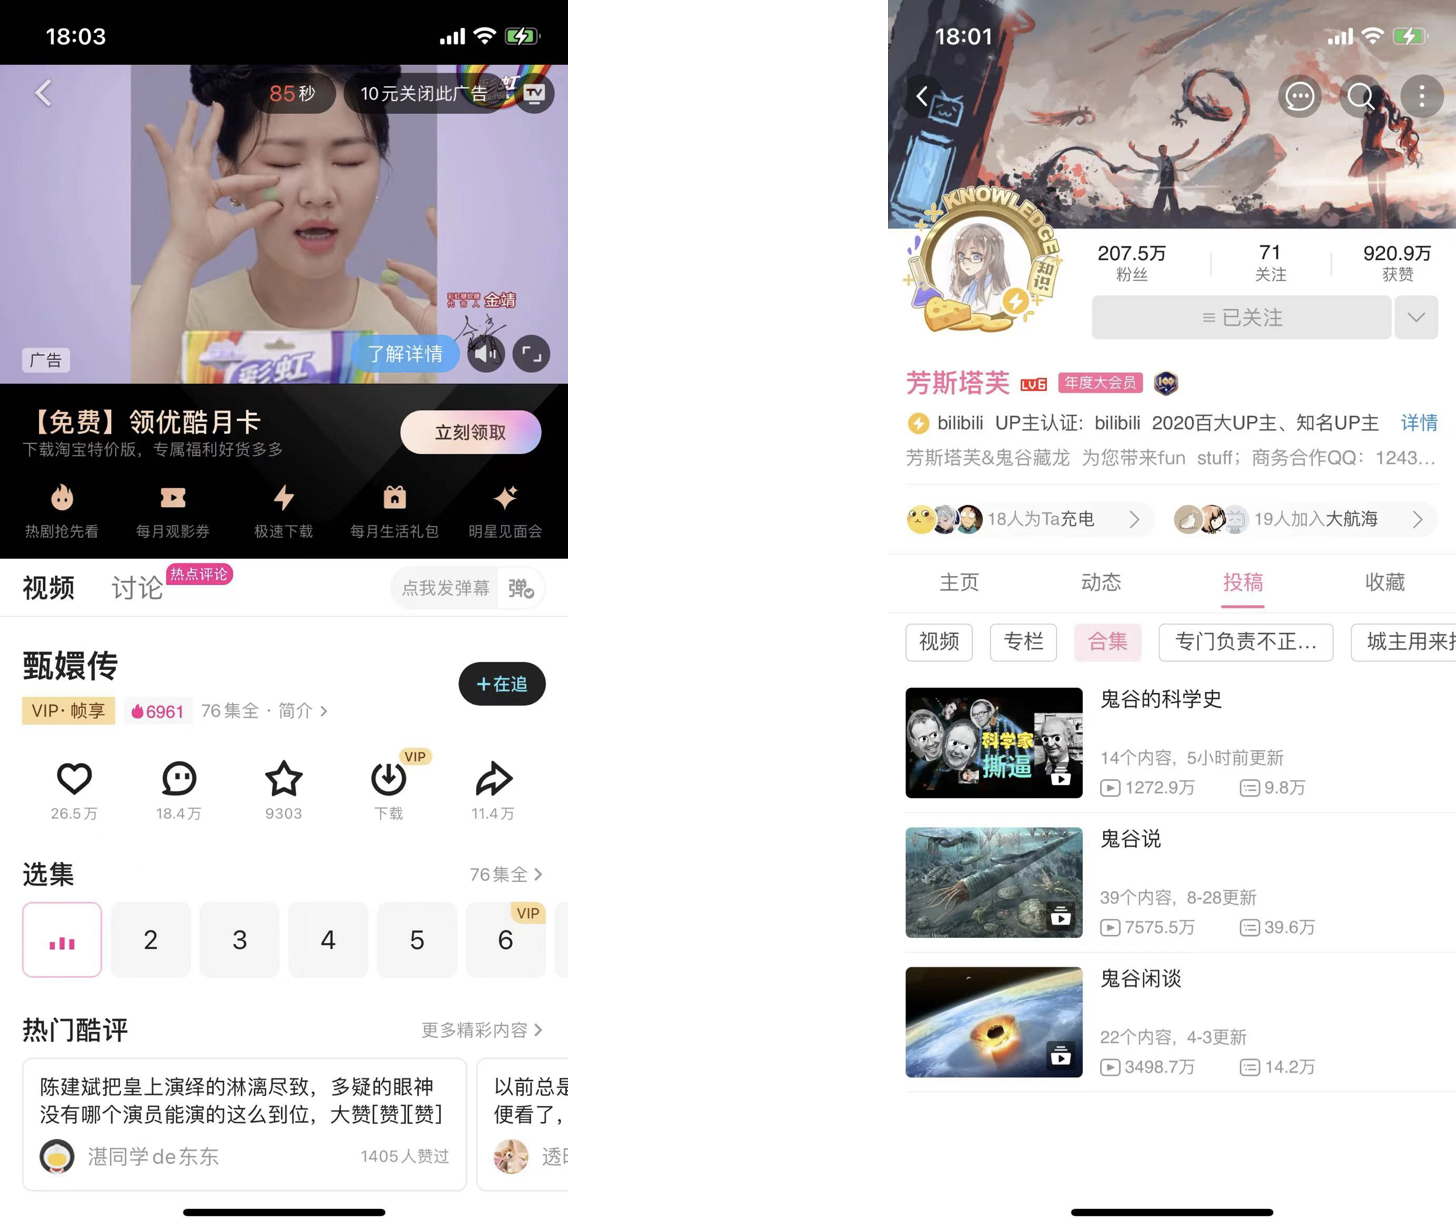 18:03
85秒
10元关闭此广告
TV
金靖
广告
彩虹
了解详情
【免费】领优酷月卡
下载淘宝特价版，专属福利好货多多
立刻领取
热剧抢先看
每月观影券
极速下载
每月生活礼包
明星见面会
视频
讨论
热点评论
点我发弹幕
弹
甄嬛传
+在追
VIP·帧享
6961
76集全·简介
26.5万
18.4万
9303
VIP
下载
11.4万
选集
76集全
2
3
4
5
6
VIP
热门酷评
更多精彩内容
陈建斌把皇上演绎的淋漓尽致，多疑的眼神
没有哪个演员能演的这么到位，大赞[赞][赞]
湛同学de东东
1405人赞过
以前总是
便看了，
透
18:01
KNOWLEDGE
知识
207.5万
粉丝
71
关注
920.9万
获赞
已关注
芳斯塔芙
LV6
年度大会员
100
bilibili UP主认证：bilibili 2020百大UP主、知名UP主
详情
芳斯塔芙&鬼谷藏龙 为您带来fun stuff；商务合作QQ：1243...
18人为Ta充电
19人加入大航海
主页
动态
投稿
收藏
视频
专栏
合集
专门负责不正...
城主用来
科学家
撕逼
鬼谷的科学史
14个内容，5小时前更新
1272.9万
9.8万
鬼谷说
39个内容，8-28更新
7575.5万
39.6万
鬼谷闲谈
22个内容，4-3更新
3498.7万
14.2万